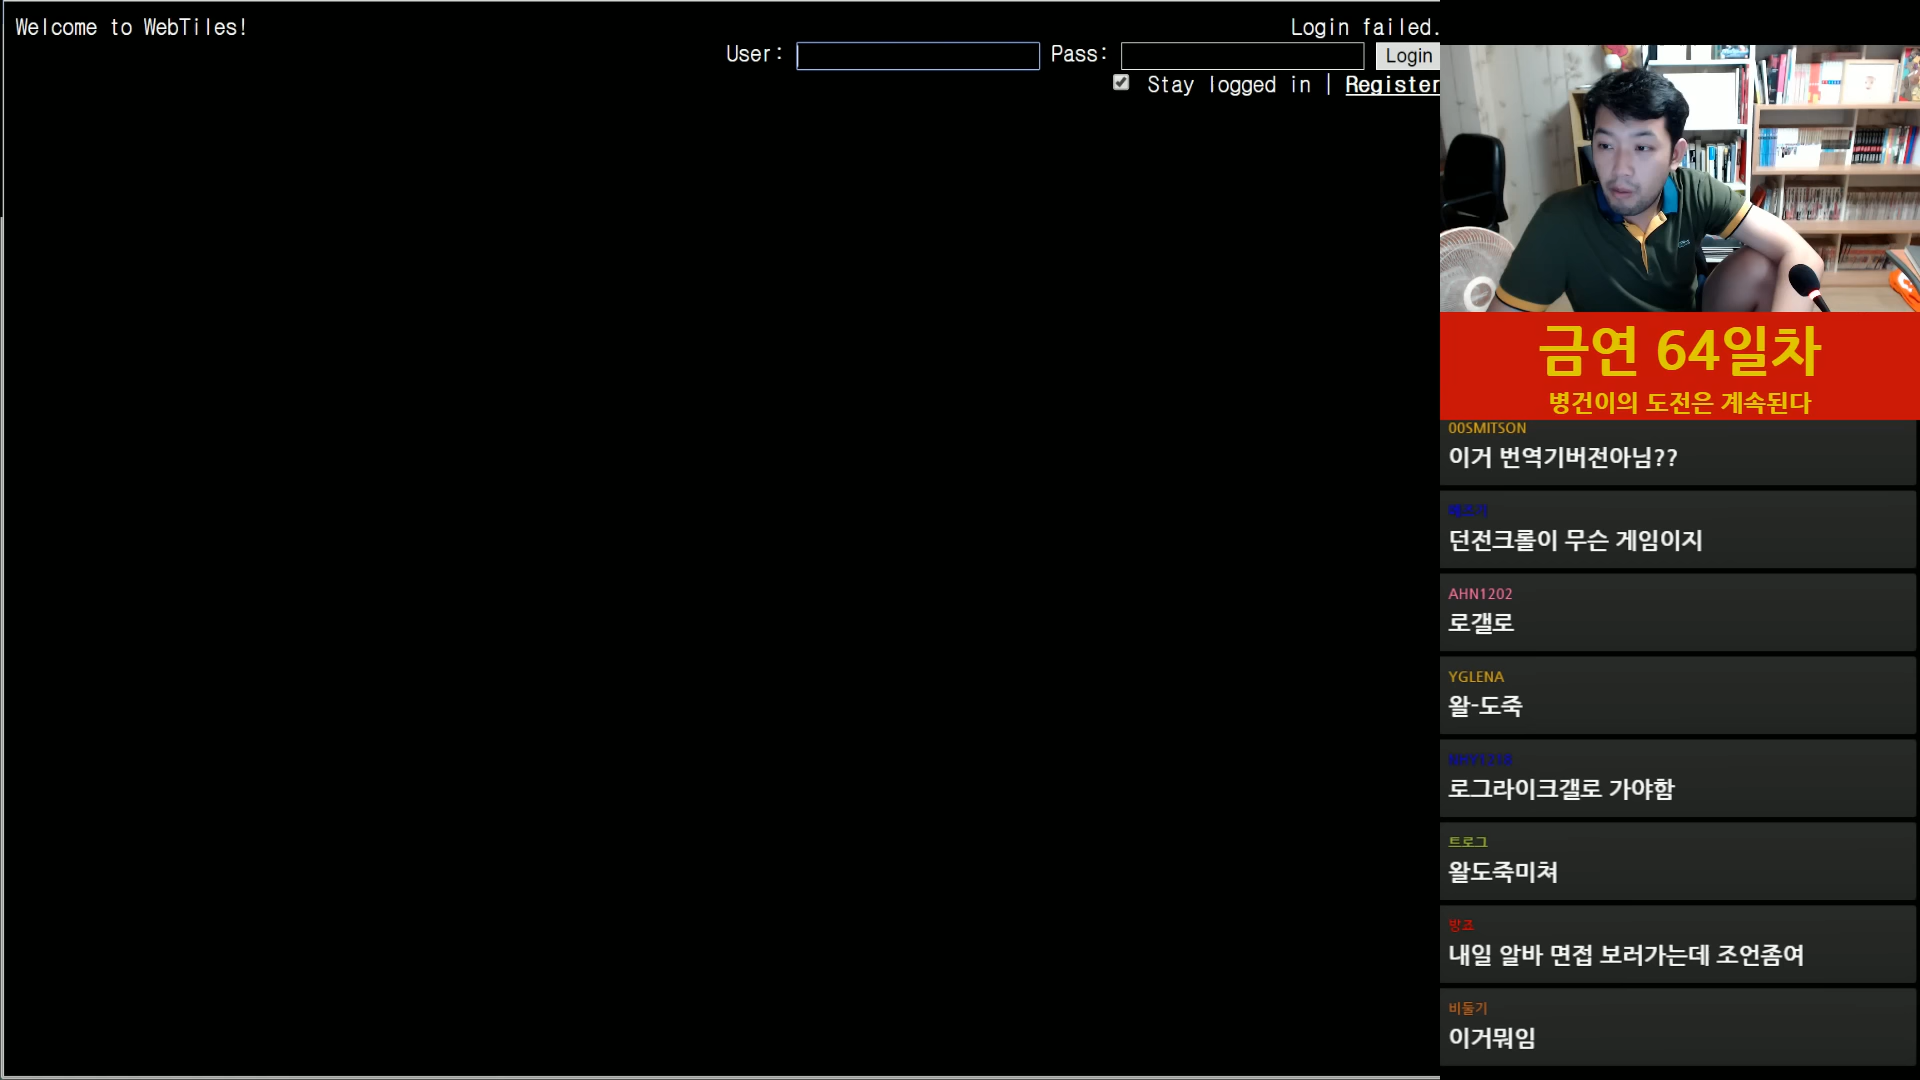 Welcome to WebTiles!
Login failed.
User: Pass: Login
Stay logged in | Register
금연 64일차
병건이의 도전은 계속된다
00SMITSON
이거 번역기버전아님??
던전크롤이 무슨 게임이지
AHN1202
로갤로
YGLENA
왈-도죽
로그라이크갤로 가야함
트로그
왈도죽미쳐
방죠
내일 알바 면접 보러가는데 조언좀여
비둘기
이거뭐임